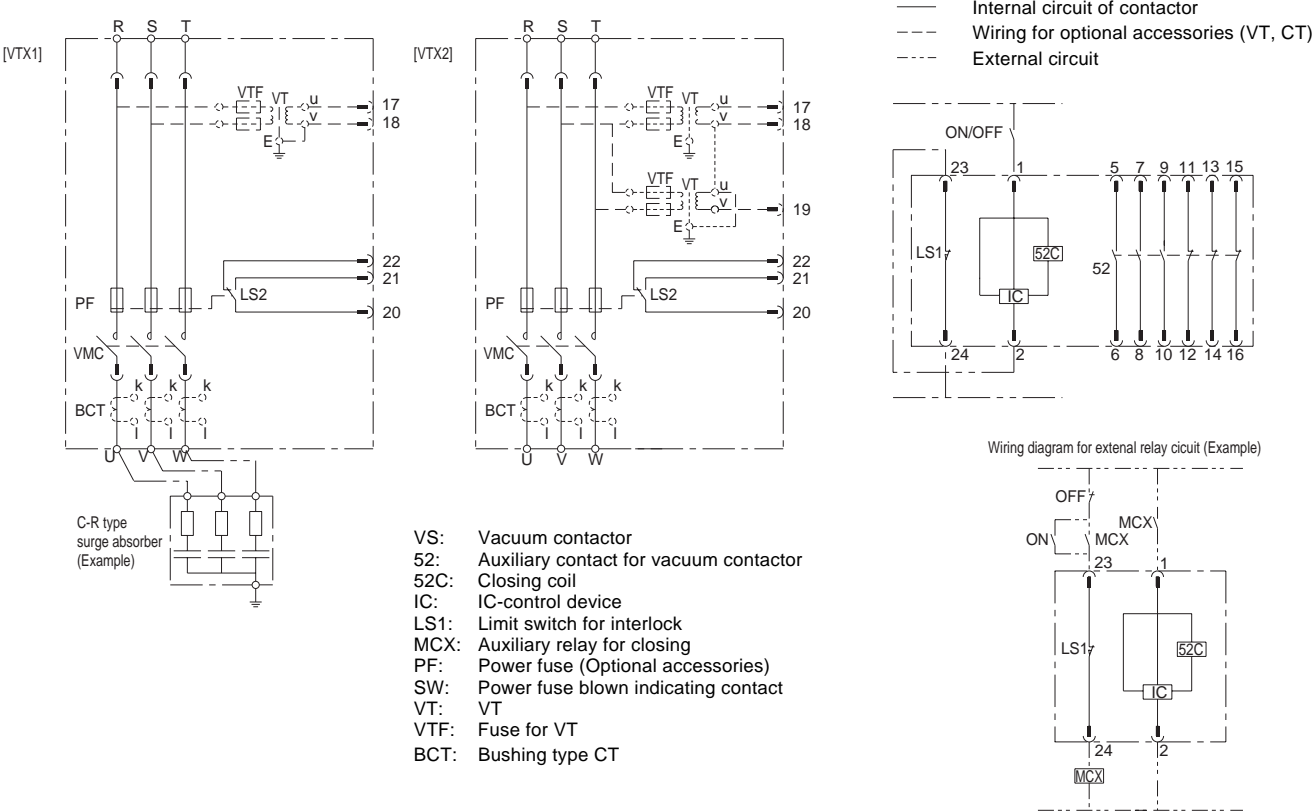 [VTX1]
R S T
VTF VT u 17
v 18
E
22
21
PF LS2
20
VMC
k k k
BCT
l l l
U V W
C-R type
surge absorber
(Example)
[VTX2]
R S T
VTF VT u 17
v 18
E
VTF VT u
v 19
E
22
21
PF LS2
20
VMC
k k k
BCT
l l l
U V W
VS: Vacuum contactor
52: Auxiliary contact for vacuum contactor
52C: Closing coil
IC: IC-control device
LS1: Limit switch for interlock
MCX: Auxiliary relay for closing
PF: Power fuse (Optional accessories)
SW: Power fuse blown indicating contact
VT: VT
VTF: Fuse for VT
BCT: Bushing type CT
Internal circuit of contactor
Wiring for optional accessories (VT, CT)
External circuit
ON/OFF
23 1 5 7 9 11 13 15
LS1 52C
52
IC
24 2 6 8 10 12 14 16
Wiring diagram for extenal relay cicuit (Example)
OFF
MCX
ON MCX
23 1
LS1 52C
IC
24 2
MCX